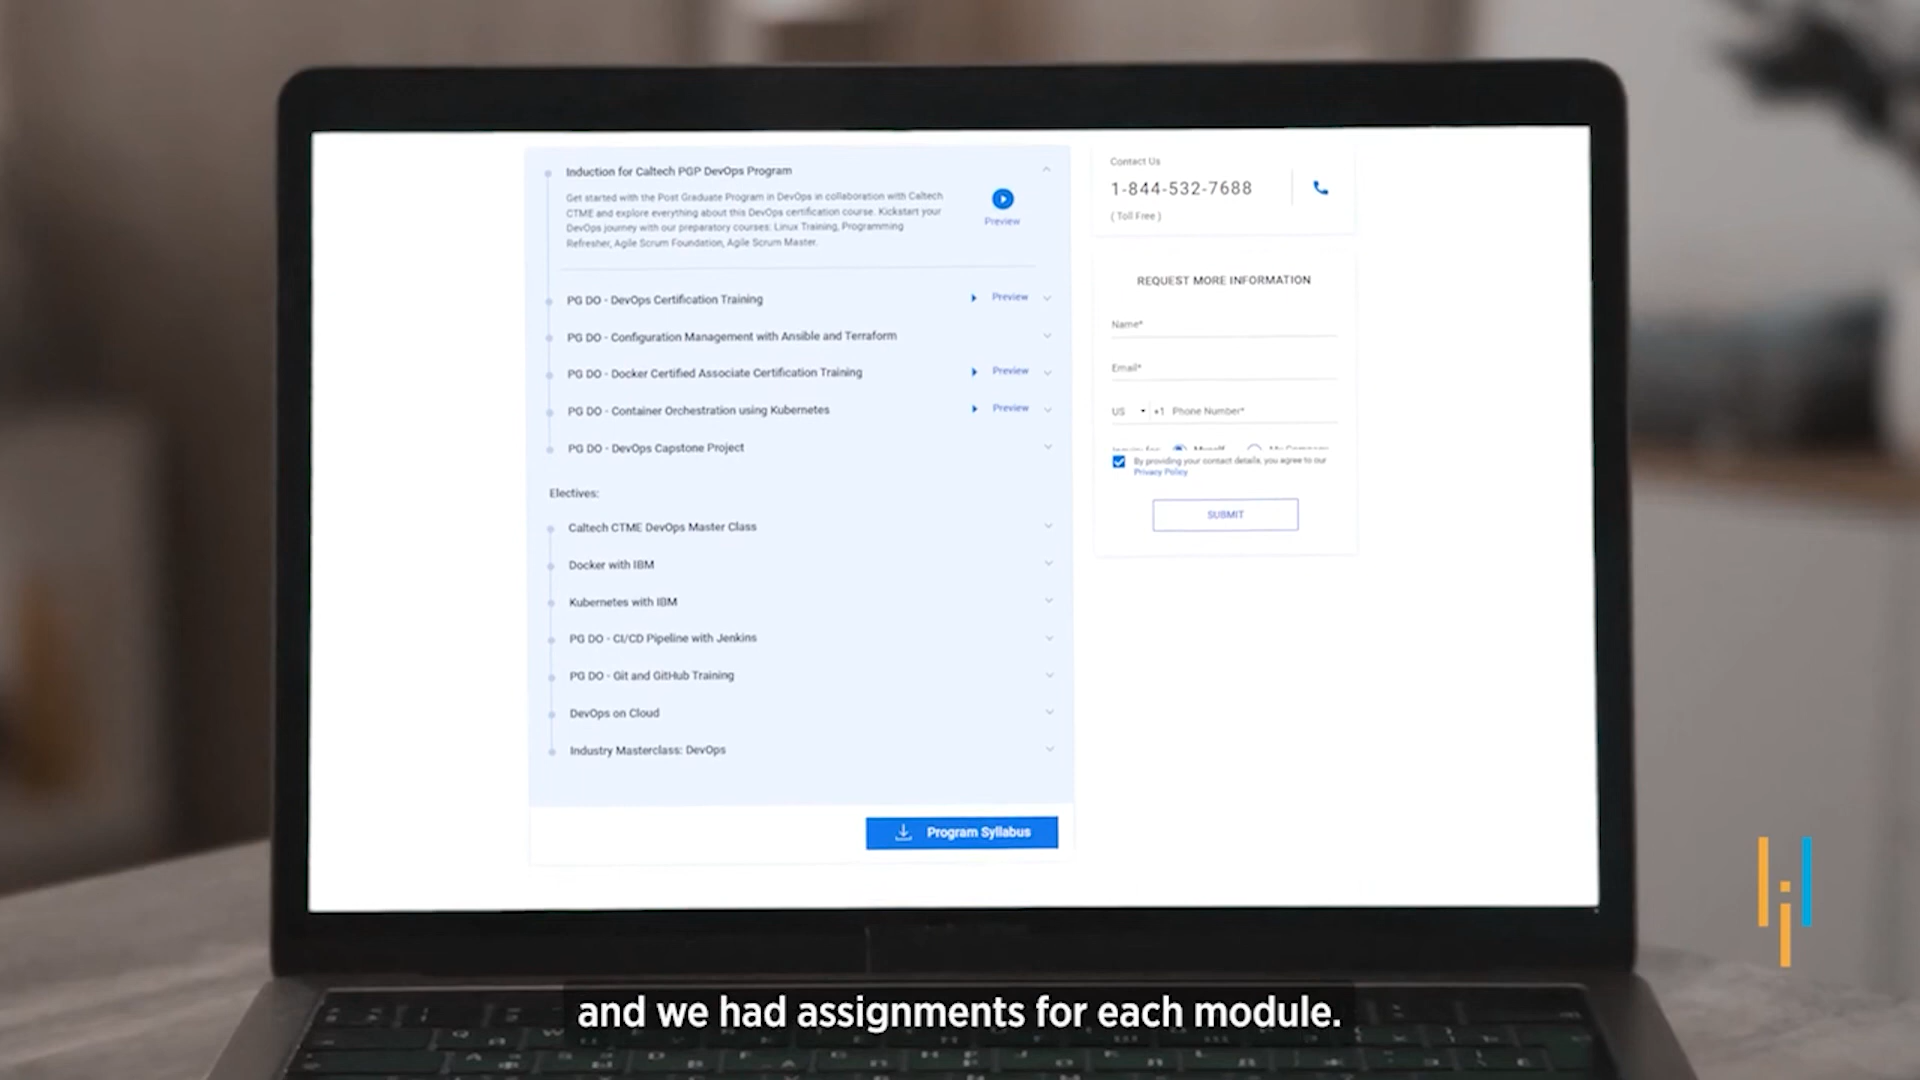 Induction for Caltech PGP DevOps Program
Get started with the Post Graduate Program in DevOps in collaboration with Caltech
CTME and explore everything about this DevOps certification course. Kickstart your
DevOps journey with our preparatory courses: Linux Training, Programming
Refresher, Agile Scrum Foundation, Agile Scrum Master.
Preview
PG DO - DevOps Certification Training
Preview
PG DO - Configuration Management with Ansible and Terraform
PG DO - Docker Certified Associate Certification Training
Preview
PG DO - Container Orchestration using Kubernetes
Preview
PG DO - DevOps Capstone Project
Electives:
Caltech CTME DevOps Master Class
Docker with IBM
Kubernetes with IBM
PG DO - CI/CD Pipeline with Jenkins
PG DO - Git and GitHub Training
DevOps on Cloud
Industry Masterclass: DevOps
Program Syllabus
Contact Us
1-844-532-7688
( Toll Free )
REQUEST MORE INFORMATION
Name*
Email*
US +1 Phone Number*
By providing your contact details, you agree to our
Privacy Policy
SUBMIT
and we had assignments for each module.